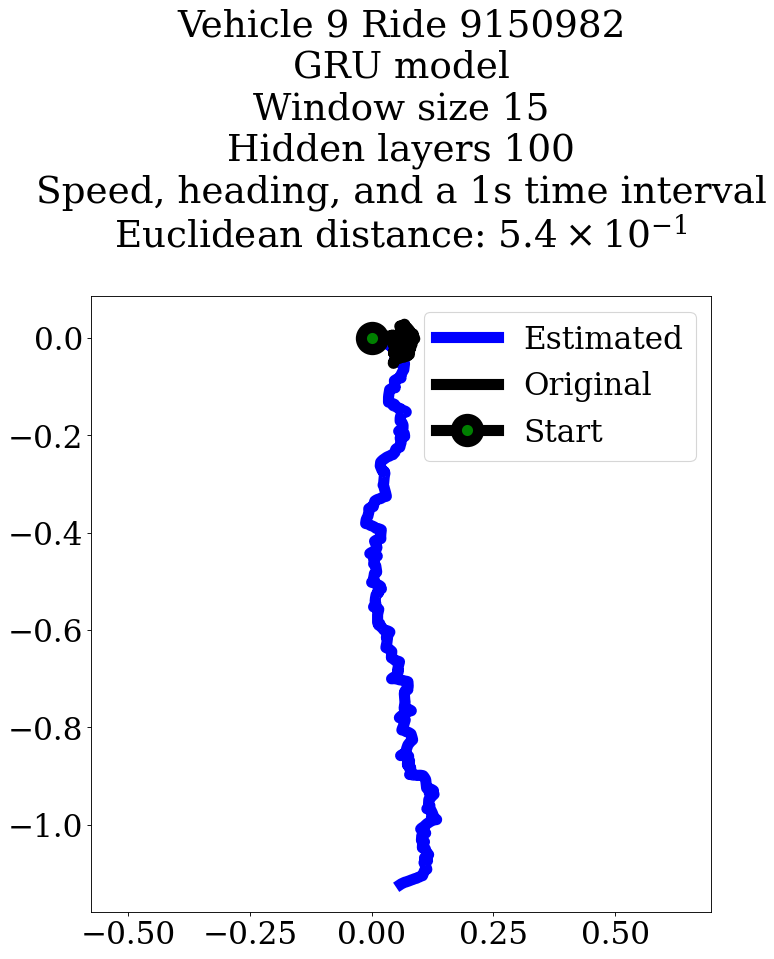 Vehicle 9 Ride 9150982
GRU model
Window size 15
Hidden layers 100
Speed, heading, and a 1s time interval
Euclidean distance: 5.4 × 10⁻¹
Estimated
Original
Start
0.0
−0.2
−0.4
−0.6
−0.8
−1.0
−0.50 −0.25 0.00 0.25 0.50